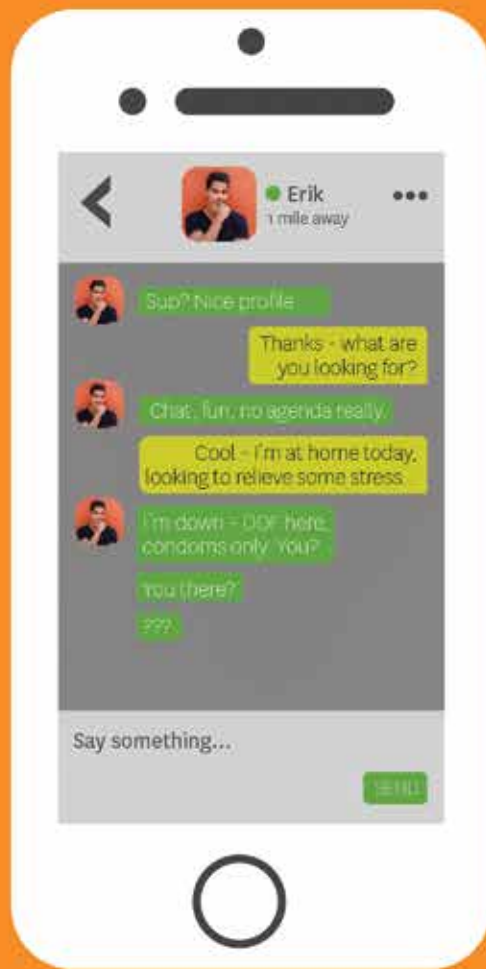 Erik
1 mile away
Sup? Nice profile
Thanks - what are
you looking for?
Chat, fun, no agenda really.
Cool - I'm at home today,
looking to relieve some stress.
I'm down - DDF here,
condoms only. You?
You there?
???
Say something...
SEND